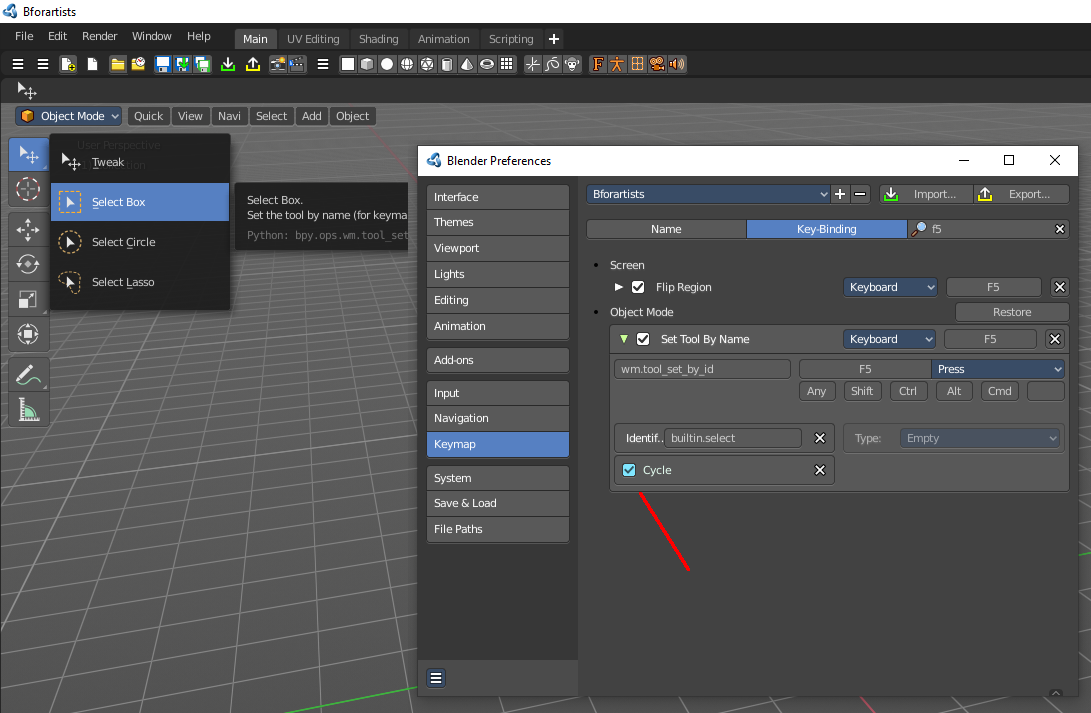 Bforartists
File Edit Render Window Help Main UV Editing Shading Animation Scripting
Object Mode Quick View Navi Select Add Object
User Perspective
Tweak
Select Box
Select Circle
Select Lasso
Select Box.
Set the tool by name (for keyma
Python: bpy.ops.wm.tool_set
Blender Preferences
Interface
Themes
Viewport
Lights
Editing
Animation
Add-ons
Input
Navigation
Keymap
System
Save & Load
File Paths
Bforartists Import... Export...
Name Key-Binding f5
Screen
Flip Region Keyboard F5
Object Mode Restore
Set Tool By Name Keyboard F5
wm.tool_set_by_id F5 Press
Any Shift Ctrl Alt Cmd
Identif.. builtin.select Type: Empty
Cycle